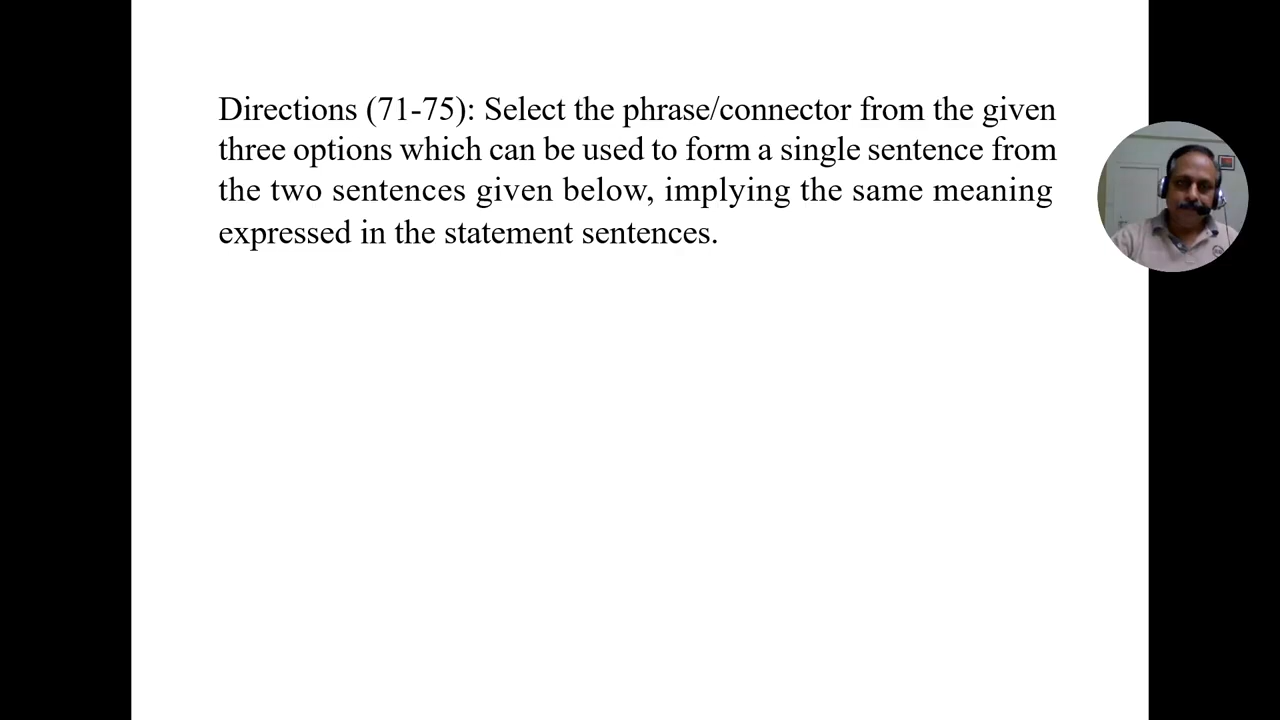 Directions (71-75): Select the phrase/connector from the given
three options which can be used to form a single sentence from
the two sentences given below, implying the same meaning
expressed in the statement sentences.